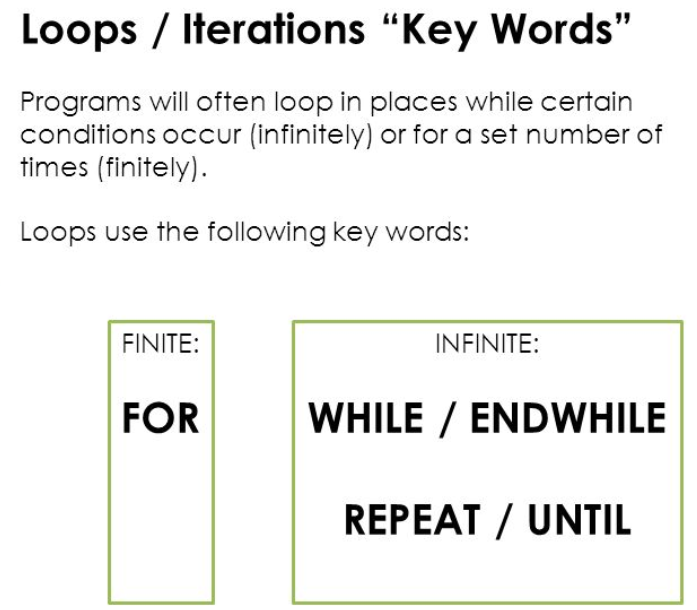 Loops / Iterations “Key Words”
Programs will often loop in places while certain
conditions occur (infinitely) or for a set number of
times (finitely).
Loops use the following key words:
FINITE:
FOR
INFINITE:
WHILE / ENDWHILE
REPEAT / UNTIL